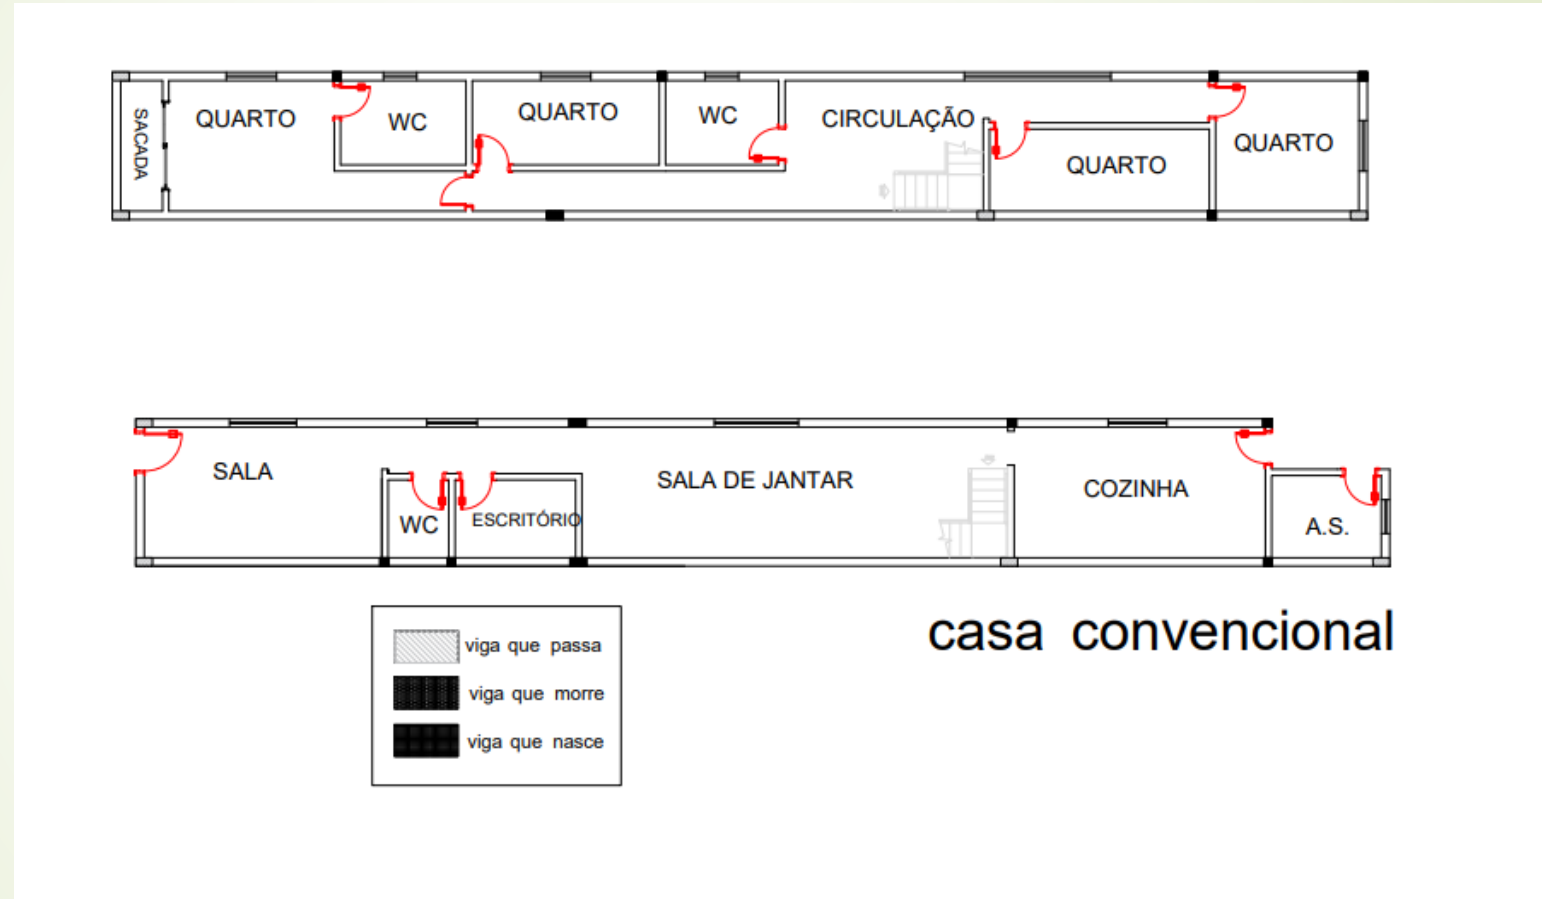 SACADA
QUARTO
WC
QUARTO
WC
CIRCULAÇÃO
QUARTO
QUARTO
SALA
WC
ESCRITÓRIO
SALA DE JANTAR
COZINHA
A.S.
viga que passa
viga que morre
viga que nasce
casa convencional